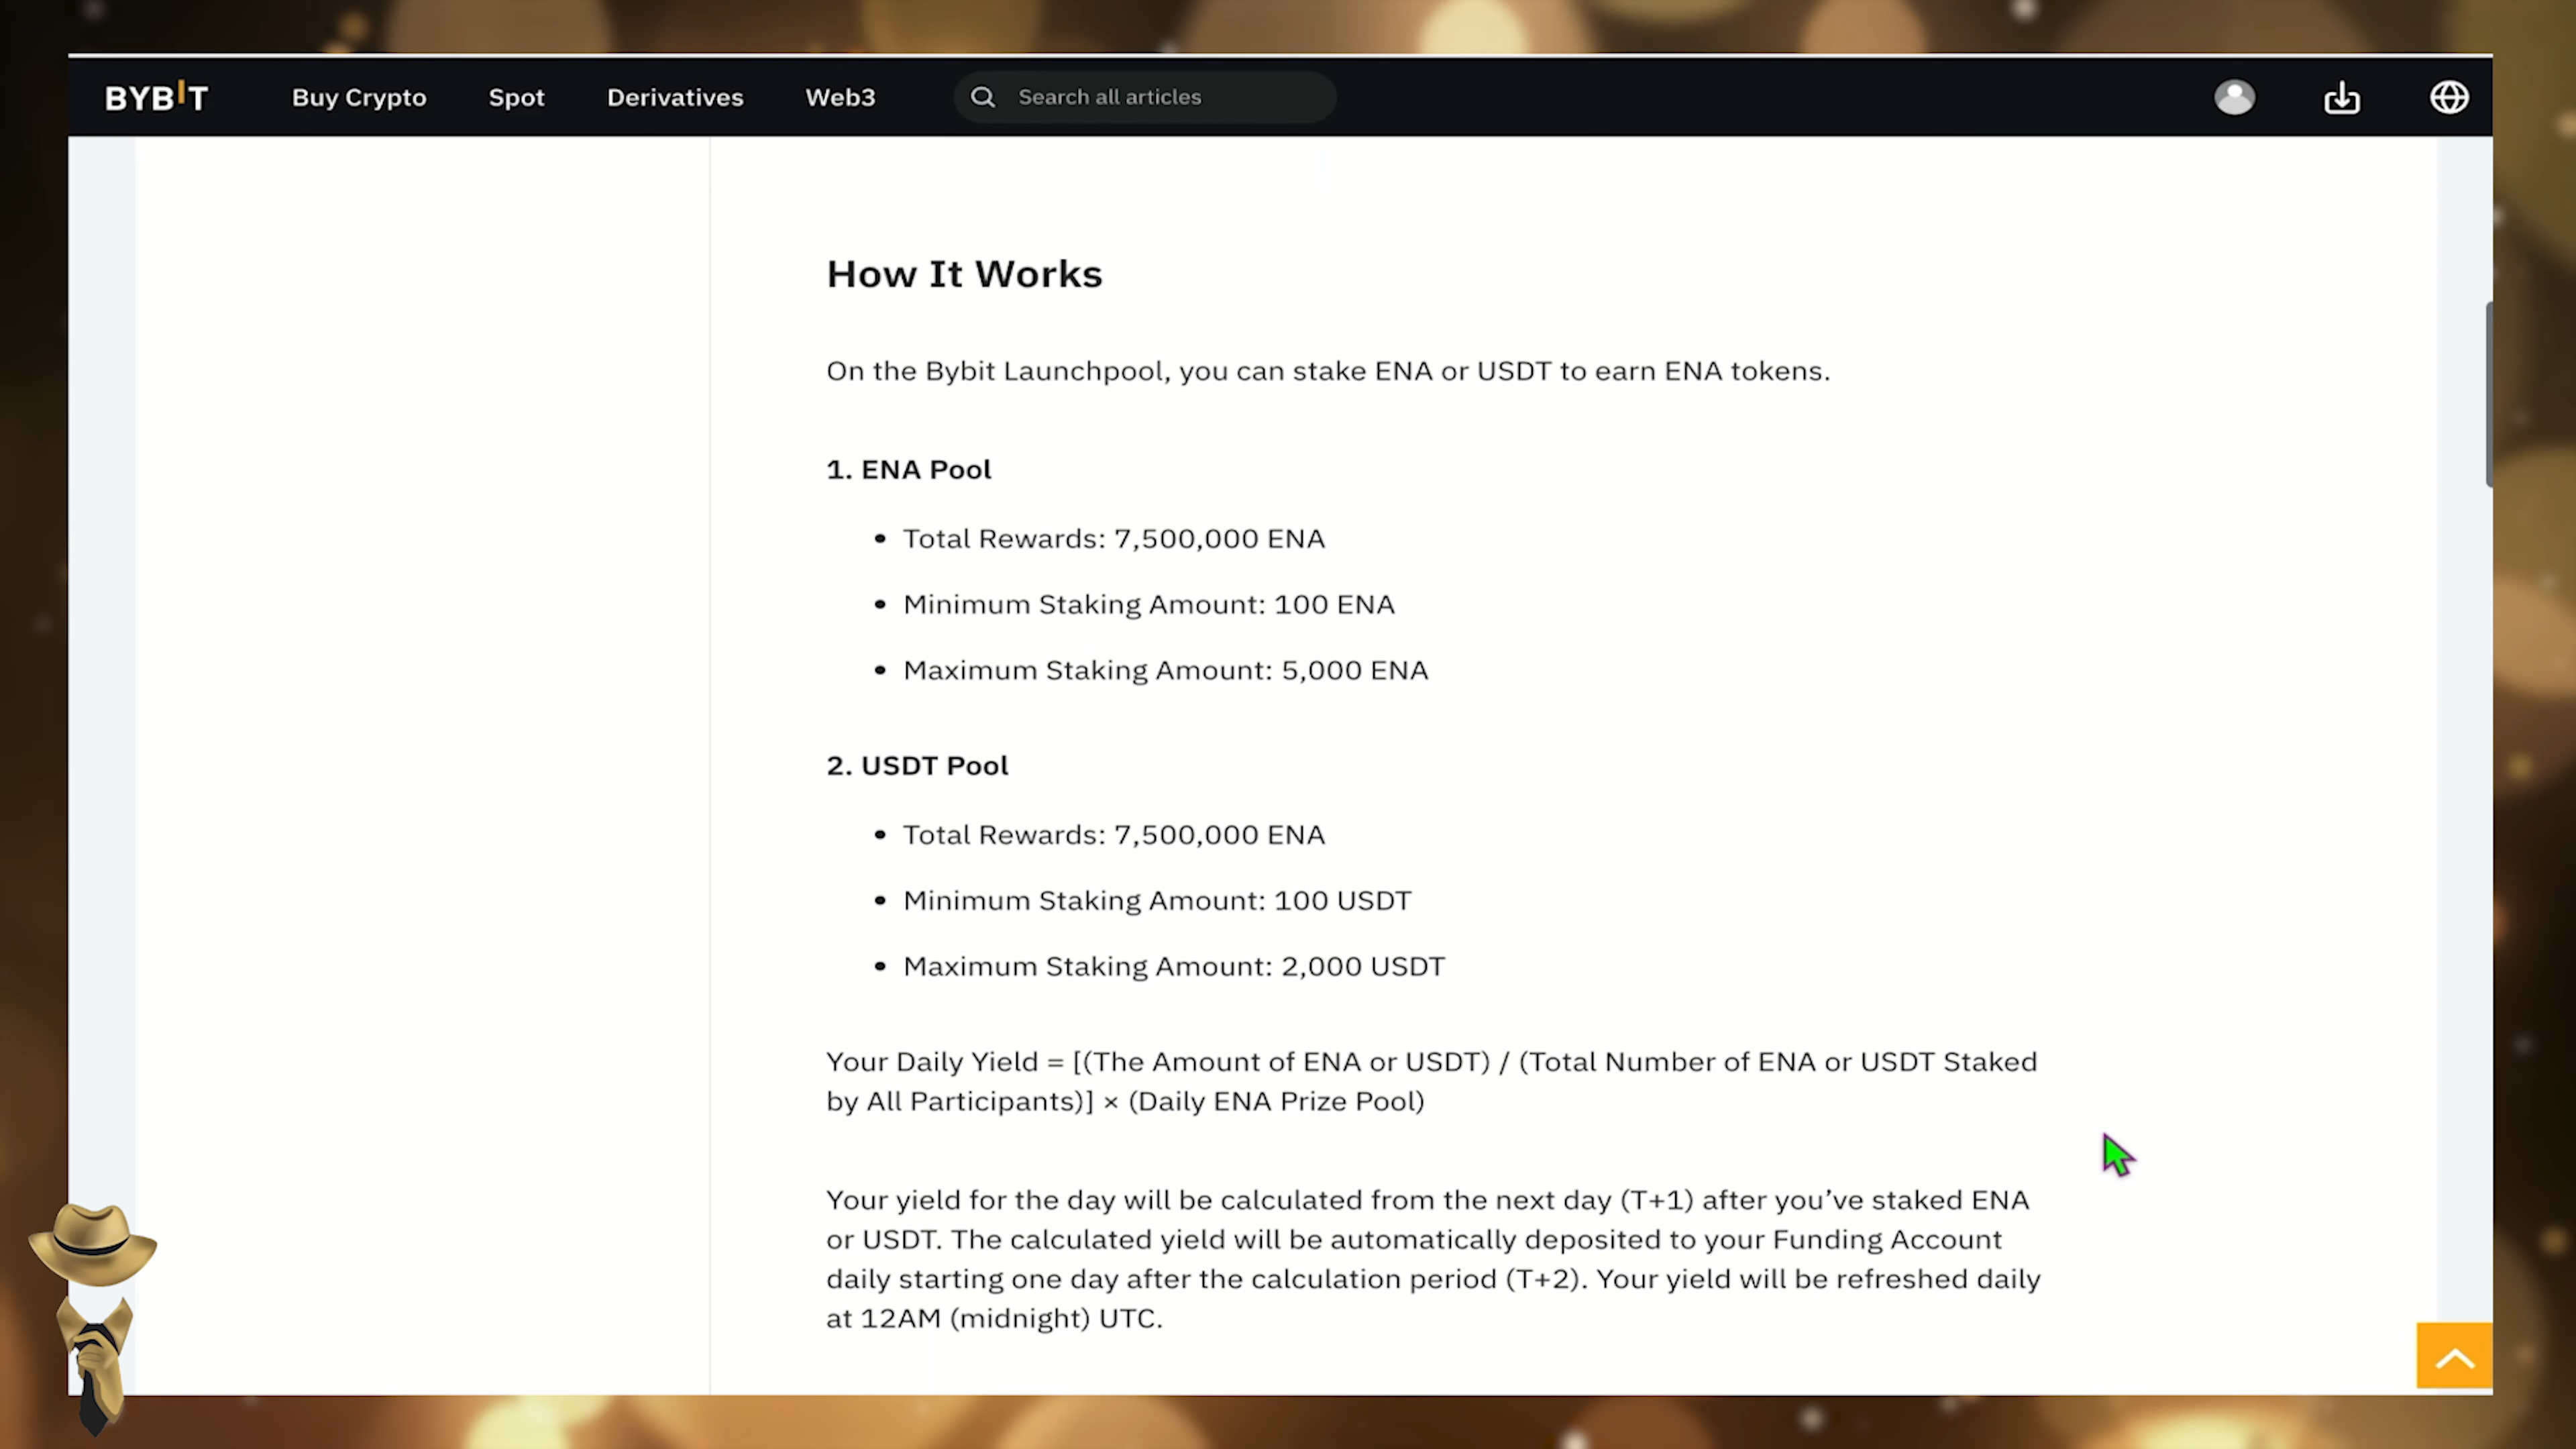 BYBIT
Buy Crypto
Spot
Derivatives
Web3
Search all articles
How It Works
On the Bybit Launchpool, you can stake ENA or USDT to earn ENA tokens.
1. ENA Pool
• Total Rewards: 7,500,000 ENA
• Minimum Staking Amount: 100 ENA
• Maximum Staking Amount: 5,000 ENA
2. USDT Pool
• Total Rewards: 7,500,000 ENA
• Minimum Staking Amount: 100 USDT
• Maximum Staking Amount: 2,000 USDT
Your Daily Yield = [(The Amount of ENA or USDT) / (Total Number of ENA or USDT Staked
by All Participants)] × (Daily ENA Prize Pool)
Your yield for the day will be calculated from the next day (T+1) after you’ve staked ENA
or USDT. The calculated yield will be automatically deposited to your Funding Account
daily starting one day after the calculation period (T+2). Your yield will be refreshed daily
at 12AM (midnight) UTC.